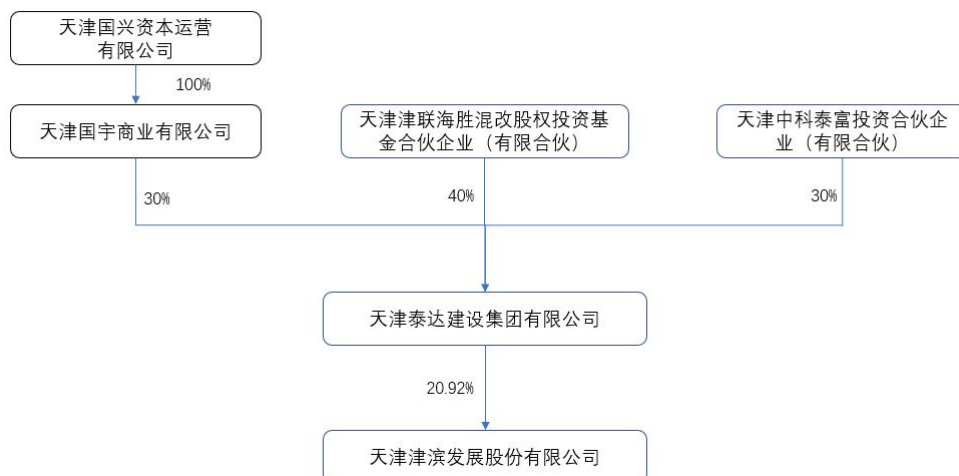 天津国兴资本运营
有限公司
100%
天津国宇商业有限公司
天津津联海胜混改股权投资基
金合伙企业（有限合伙）
天津中科泰富投资合伙企
业（有限合伙）
30%
40%
30%
天津泰达建设集团有限公司
20.92%
天津津滨发展股份有限公司